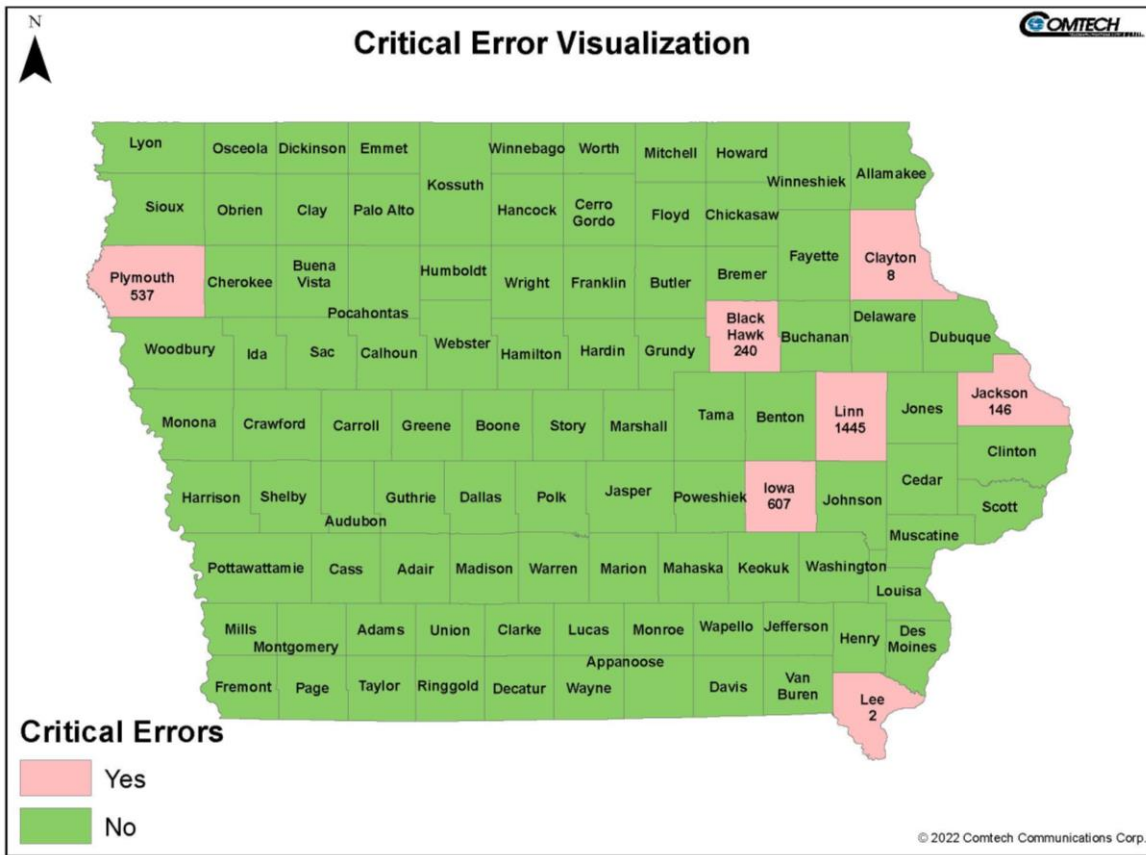 N
Critical Error Visualization
COMTECH
Lyon
Osceola
Dickinson
Emmet
Winnebago
Worth
Mitchell
Howard
Winneshiek
Allamakee
Kossuth
Sioux
Obrien
Clay
Palo Alto
Hancock
Cerro
Gordo
Floyd
Chickasaw
Fayette
Clayton
8
Plymouth
537
Cherokee
Buena
Vista
Pocahontas
Humboldt
Wright
Franklin
Butler
Bremer
Black
Hawk
240
Buchanan
Delaware
Dubuque
Woodbury
Ida
Sac
Calhoun
Webster
Hamilton
Hardin
Grundy
Jackson
146
Monona
Crawford
Carroll
Greene
Boone
Story
Marshall
Tama
Benton
Linn
1445
Jones
Clinton
Harrison
Shelby
Audubon
Guthrie
Dallas
Polk
Jasper
Poweshiek
Iowa
607
Johnson
Cedar
Scott
Muscatine
Pottawattamie
Cass
Adair
Madison
Warren
Marion
Mahaska
Keokuk
Washington
Louisa
Mills
Montgomery
Adams
Union
Clarke
Lucas
Monroe
Wapello
Jefferson
Henry
Des
Moines
Fremont
Page
Taylor
Ringgold
Decatur
Wayne
Appanoose
Davis
Van
Buren
Lee
2
Critical Errors
Yes
No
© 2022 Comtech Communications Corp.